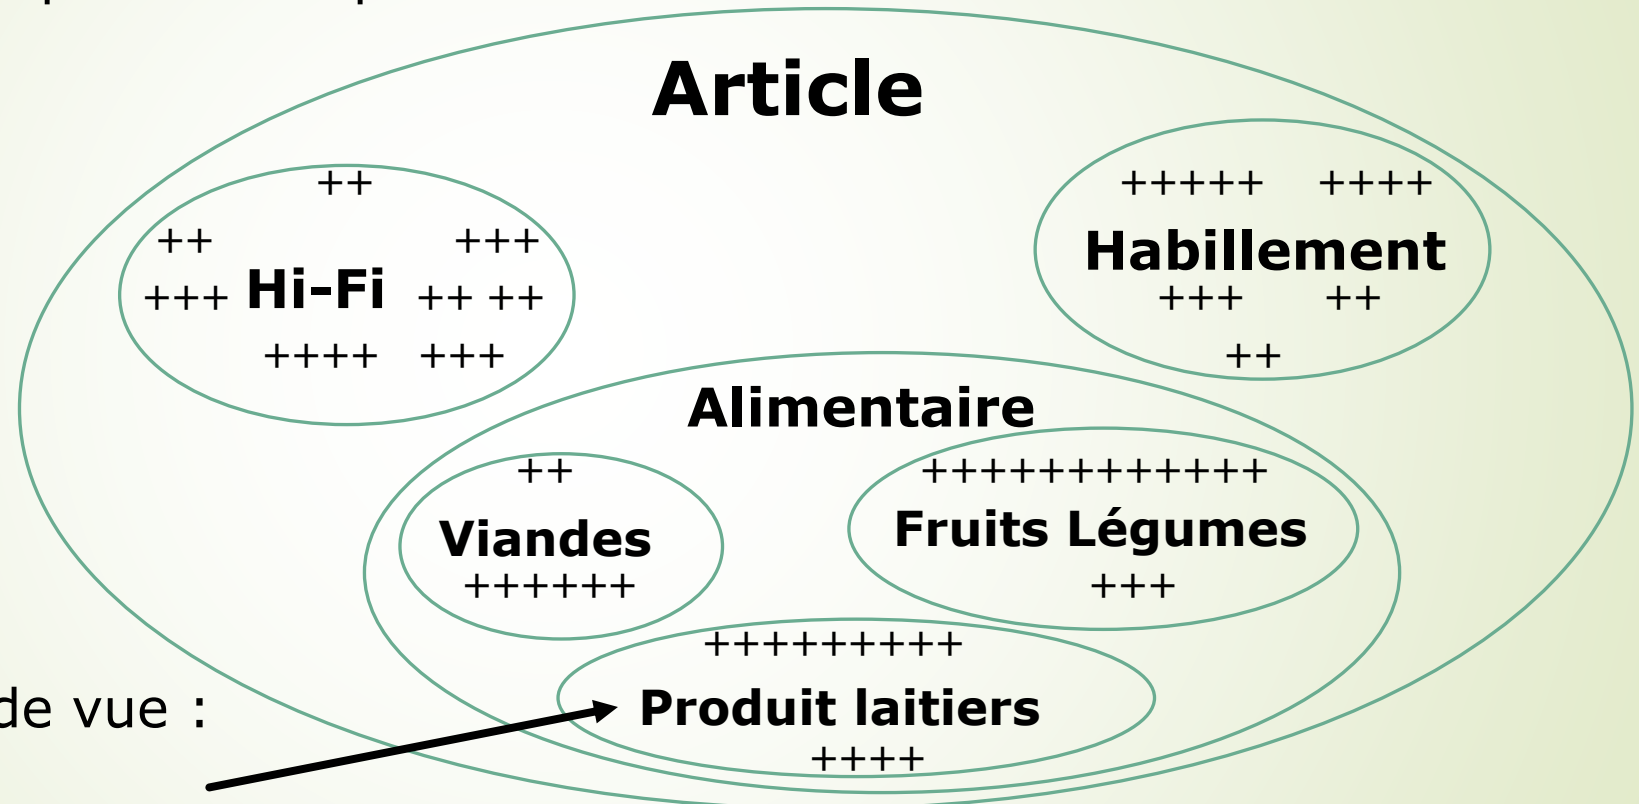 Article
++
+++++ ++++
++ +++
Habillement
+++ Hi-Fi ++ ++
+++ ++
++++ +++
++
Alimentaire
++
++++++++++++
Viandes
Fruits Légumes
++++++
+++
+++++++++
de vue :
Produit laitiers
++++